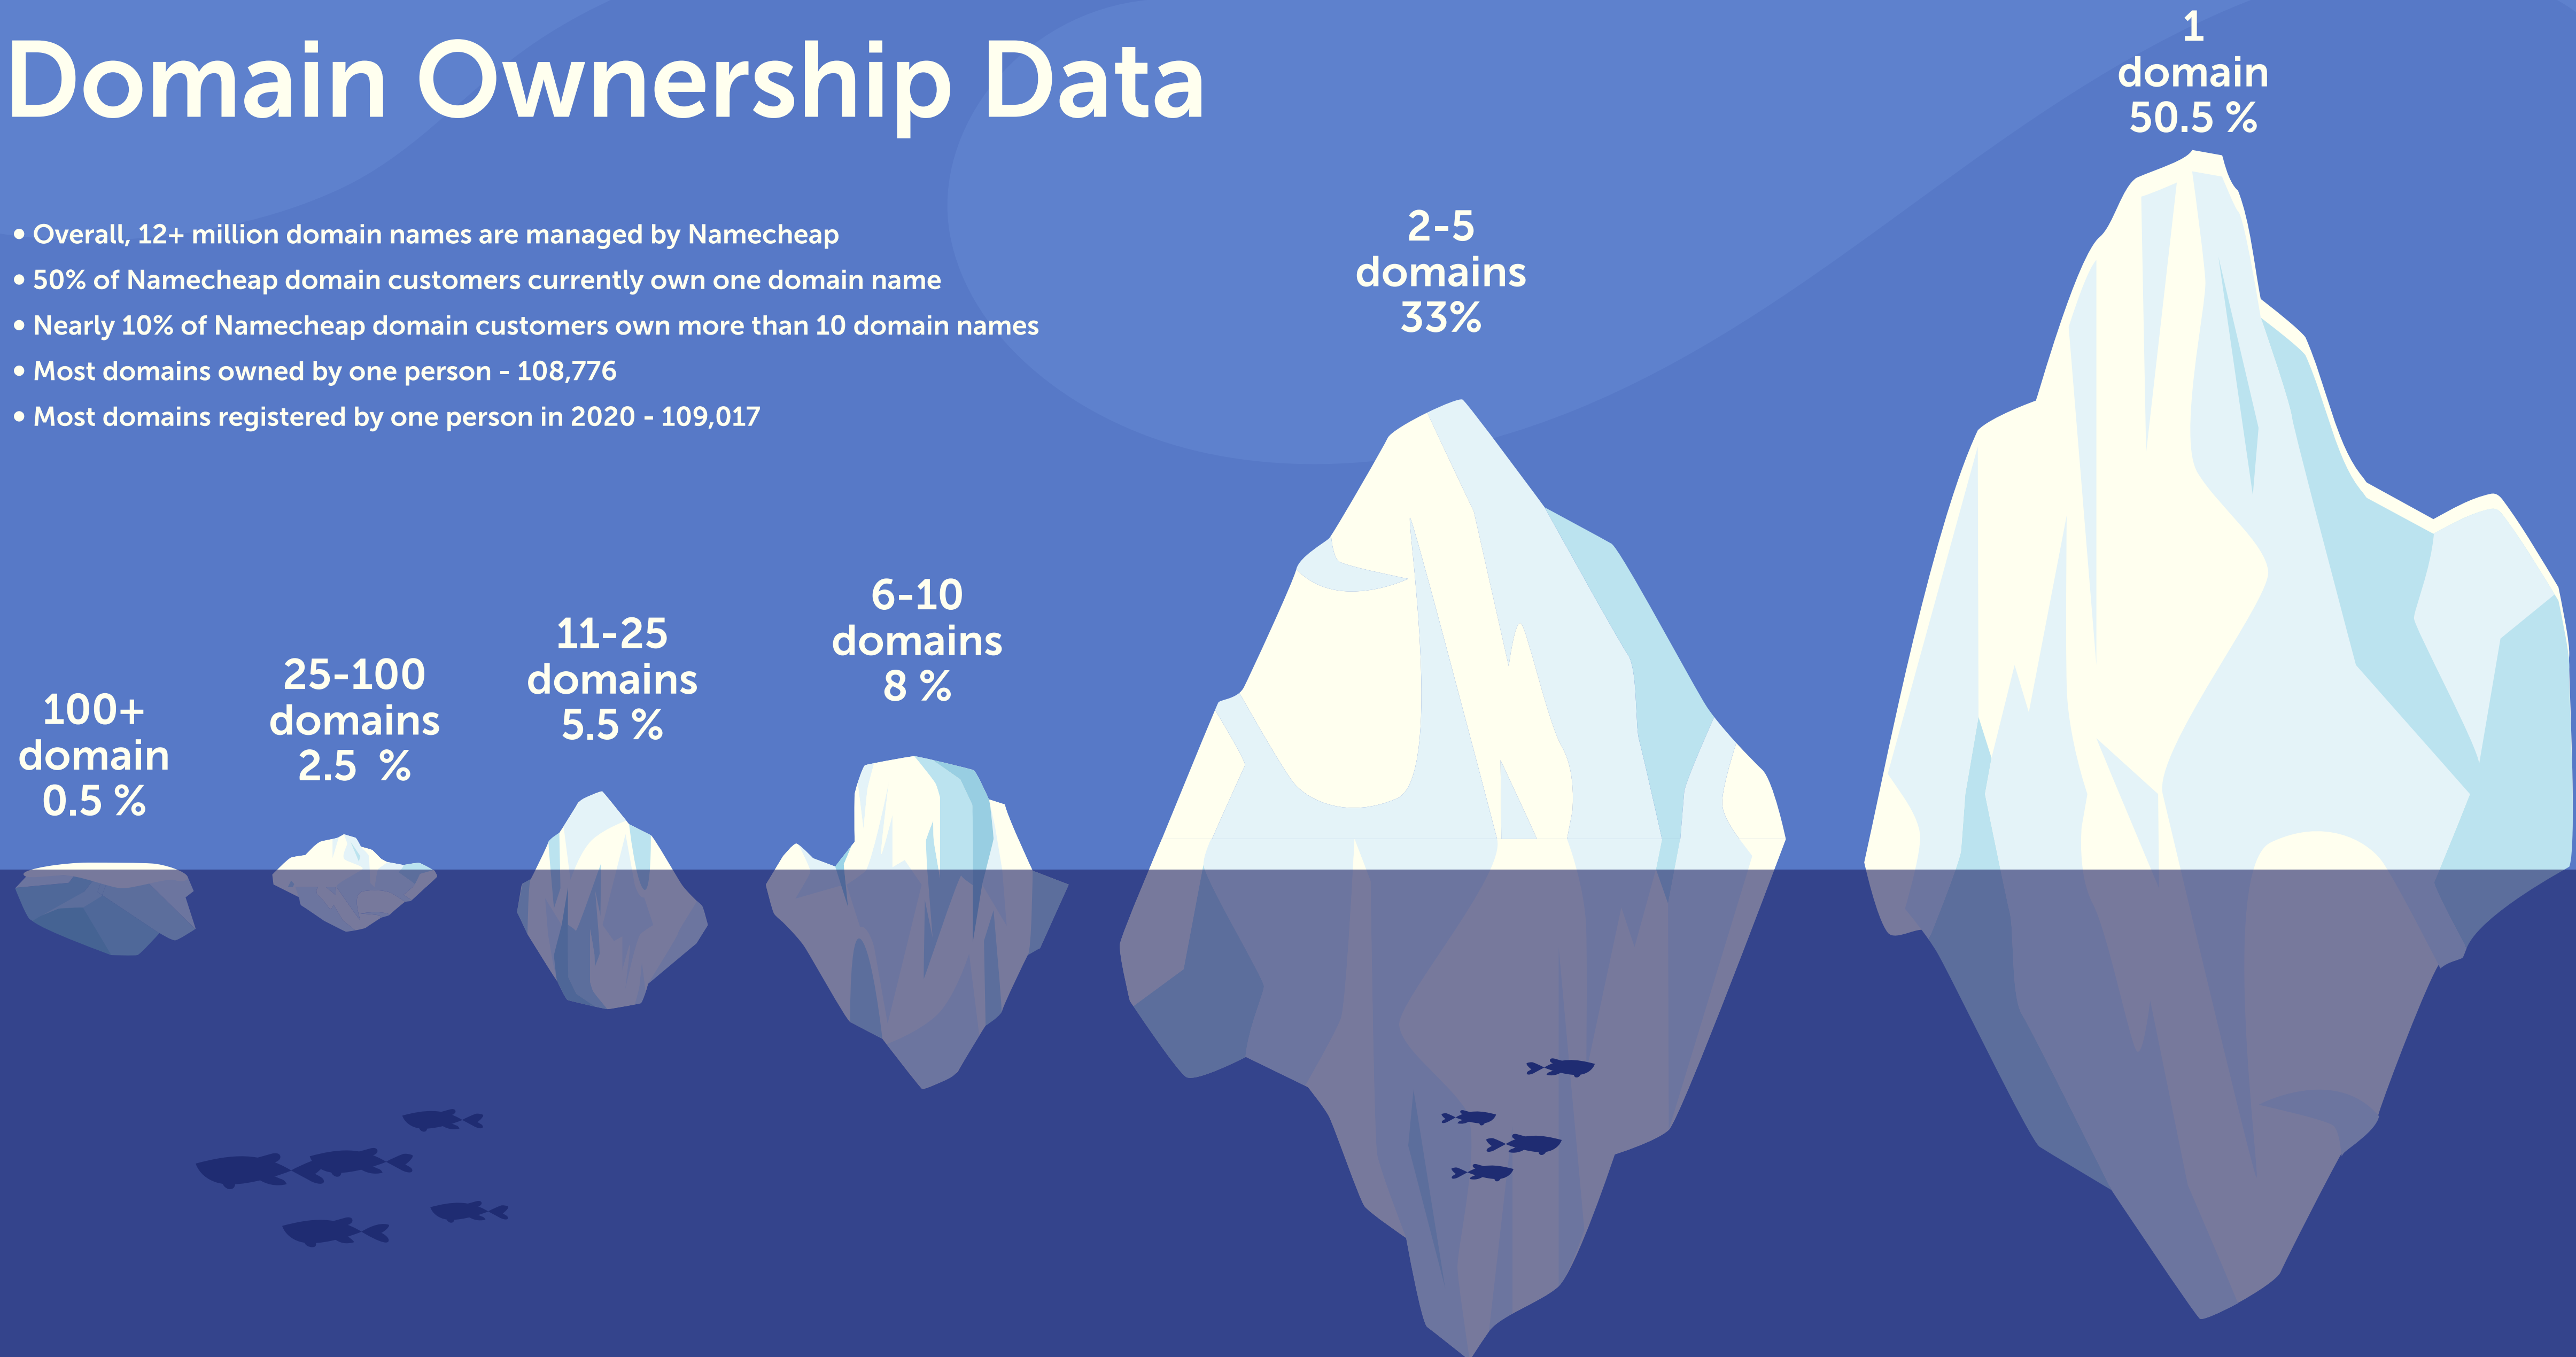 Domain Ownership Data
• Overall, 12+ million domain names are managed by Namecheap
• 50% of Namecheap domain customers currently own one domain name
• Nearly 10% of Namecheap domain customers own more than 10 domain names
• Most domains owned by one person - 108,776
• Most domains registered by one person in 2020 - 109,017
100+
domain
0.5 %
25-100
domains
2.5 %
11-25
domains
5.5 %
6-10
domains
8 %
2-5
domains
33%
1
domain
50.5 %